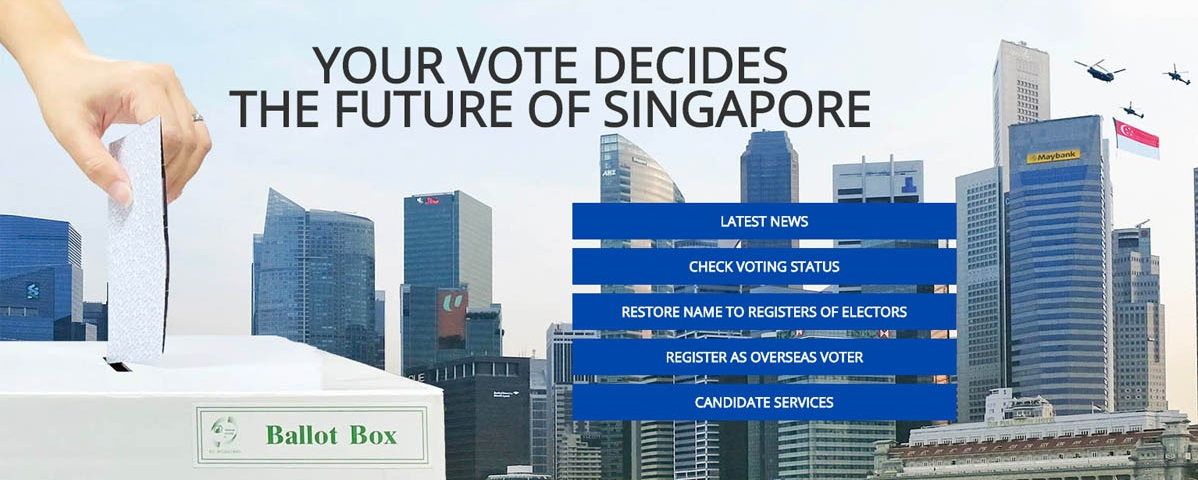 YOUR VOTE DECIDES
THE FUTURE OF SINGAPORE
Maybank
LATEST NEWS
CHECK VOTING STATUS
RESTORE NAME TO REGISTERS OF ELECTORS
REGISTER AS OVERSEAS VOTER
CANDIDATE SERVICES
Ballot Box